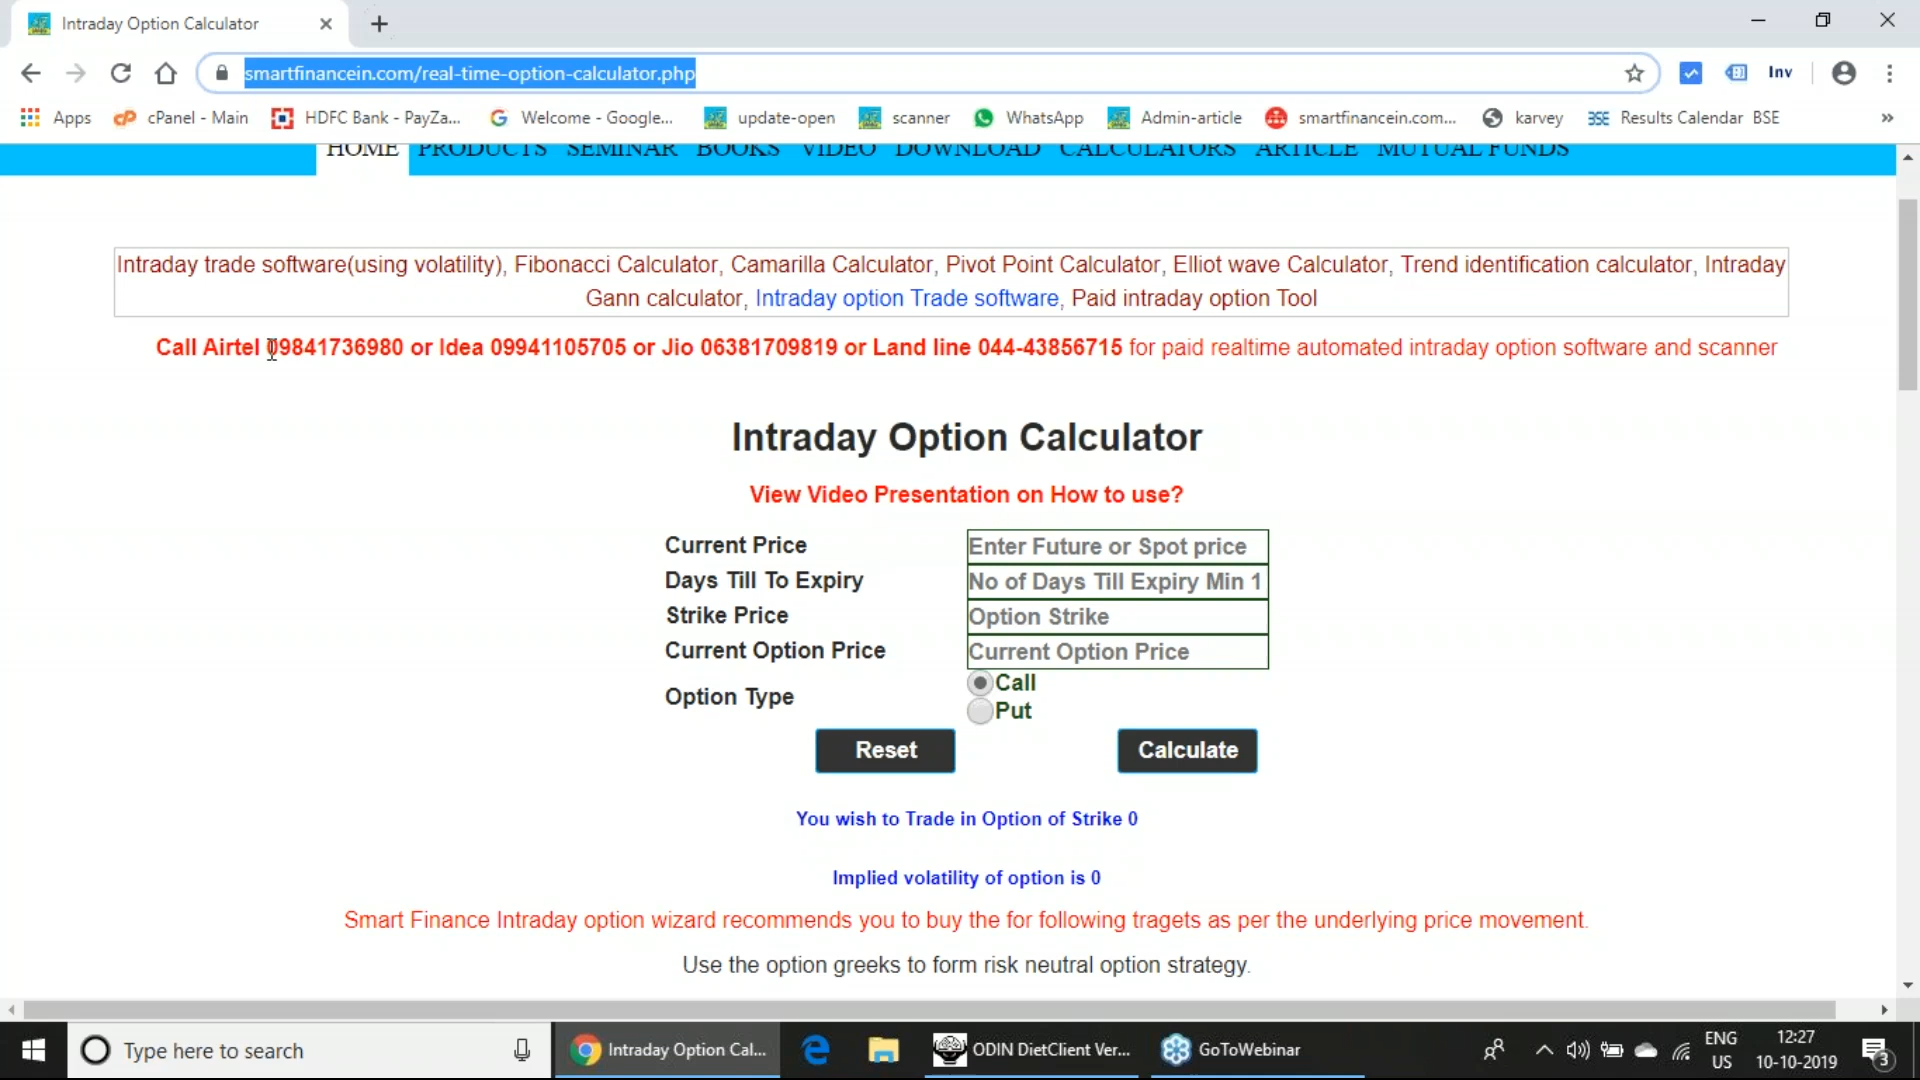 Intraday Option Calculator
smartfinancein.com/real-time-option-calculator.php
Inv
Apps cPanel - Main HDFC Bank - PayZa... Welcome - Google... update-open scanner WhatsApp Admin-article smartfinancein.com... karvey BSE Results Calendar BSE »
HOME PRODUCTS SEMINAR BOOKS VIDEO DOWNLOAD CALCULATORS ARTICLE MUTUAL FUNDS
Intraday trade software(using volatility), Fibonacci Calculator, Camarilla Calculator, Pivot Point Calculator, Elliot wave Calculator, Trend identification calculator, Intraday
Gann calculator, Intraday option Trade software, Paid intraday option Tool
Call Airtel 09841736980 or Idea 09941105705 or Jio 06381709819 or Land line 044-43856715 for paid realtime automated intraday option software and scanner
Intraday Option Calculator
View Video Presentation on How to use?
Current Price Enter Future or Spot price
Days Till To Expiry No of Days Till Expiry Min 1
Strike Price Option Strike
Current Option Price Current Option Price
Option Type Call
Put
Reset Calculate
You wish to Trade in Option of Strike 0
Implied volatility of option is 0
Smart Finance Intraday option wizard recommends you to buy the for following tragets as per the underlying price movement.
Use the option greeks to form risk neutral option strategy.
Type here to search Intraday Option Cal... ODIN DietClient Ver... GoToWebinar
ENG 12:27
US 10-10-2019 3